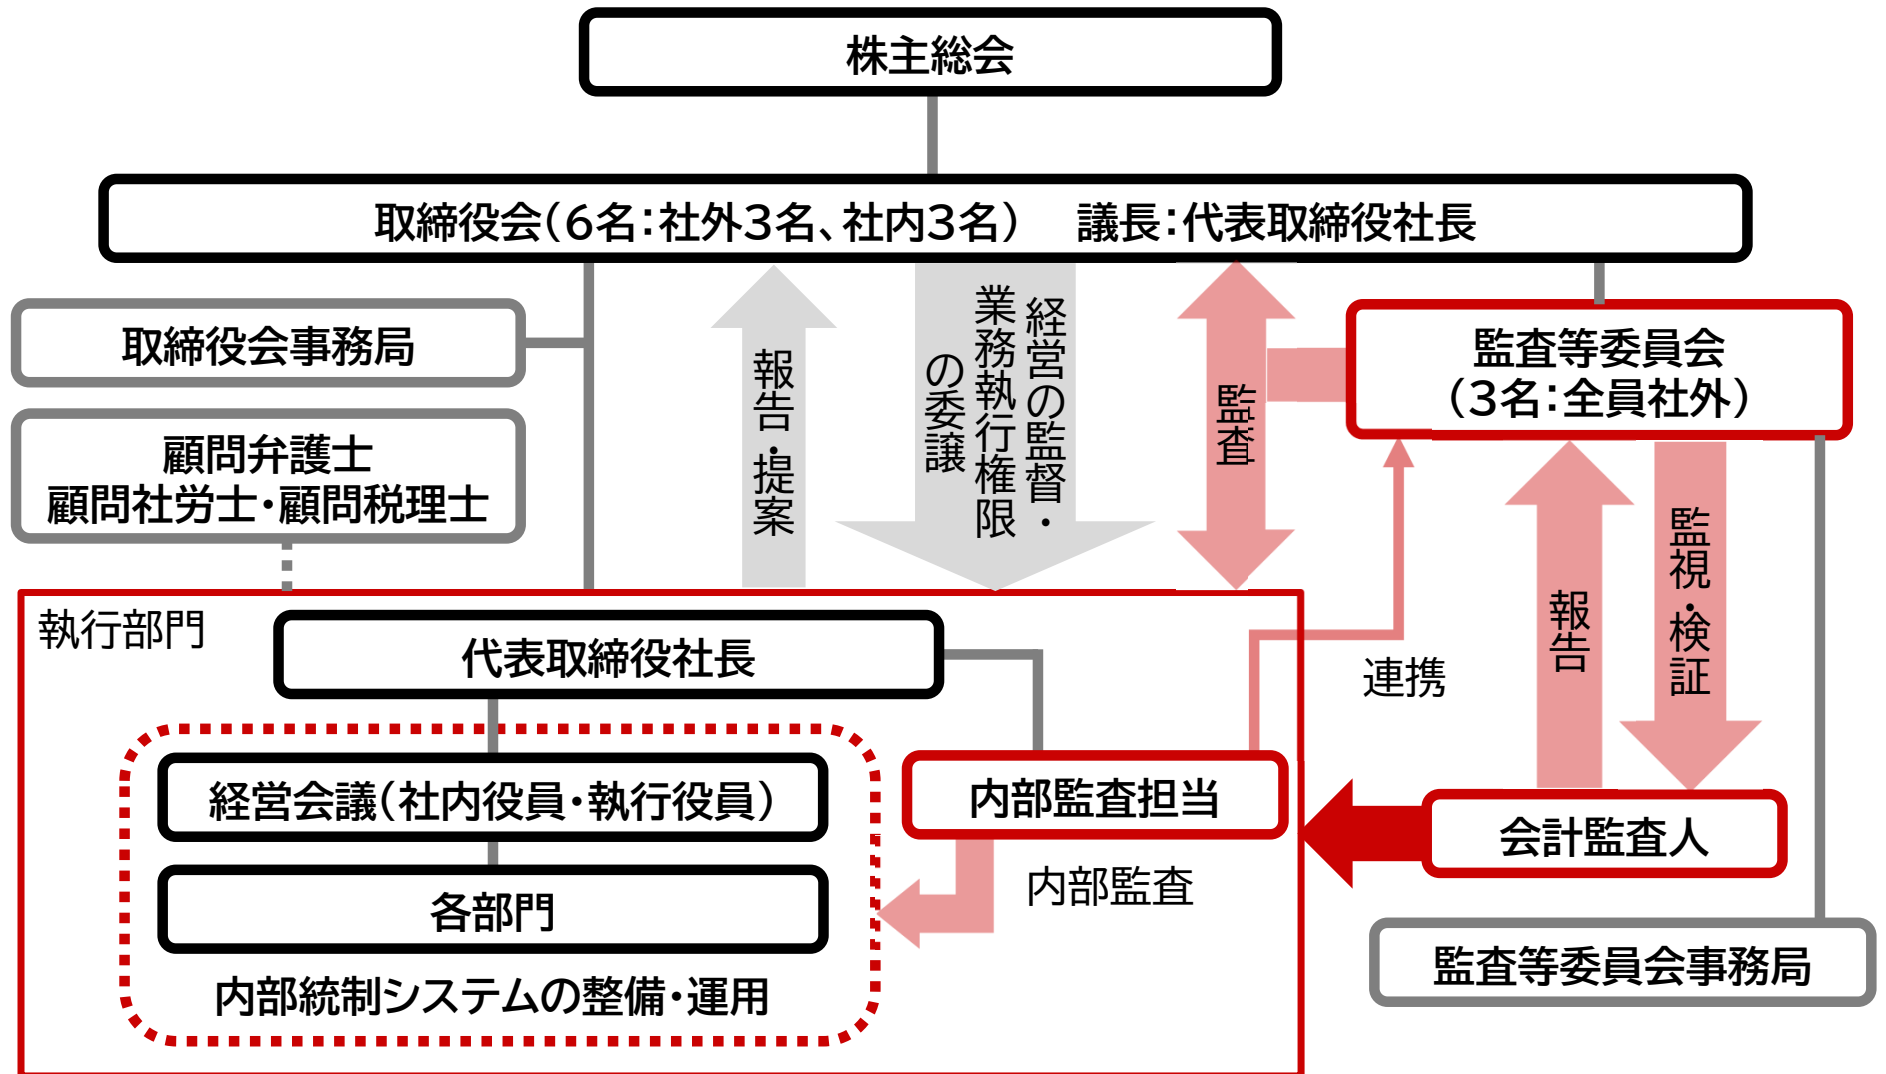 株主総会
取締役会（6名：社外3名、社内3名）　議長：代表取締役社長
取締役会事務局
顧問弁護士
顧問社労士・顧問税理士
報告・提案
経営の監督・
業務執行権限
の委譲
監査
監査等委員会
（3名：全員社外）
報告
監視・検証
連携
執行部門
代表取締役社長
経営会議（社内役員・執行役員）
各部門
内部統制システムの整備・運用
内部監査担当
内部監査
会計監査人
監査等委員会事務局